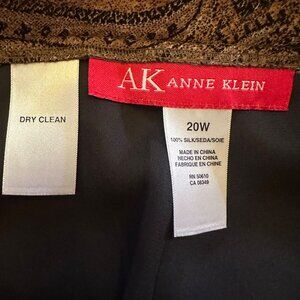 AK ANNE KLEIN
DRY CLEAN
20W
100% SILK/SEDA/SOIE
MADE IN CHINA
HECHO EN CHINA
FABRIQUE EN CHINE
RN 50610
CA 08349